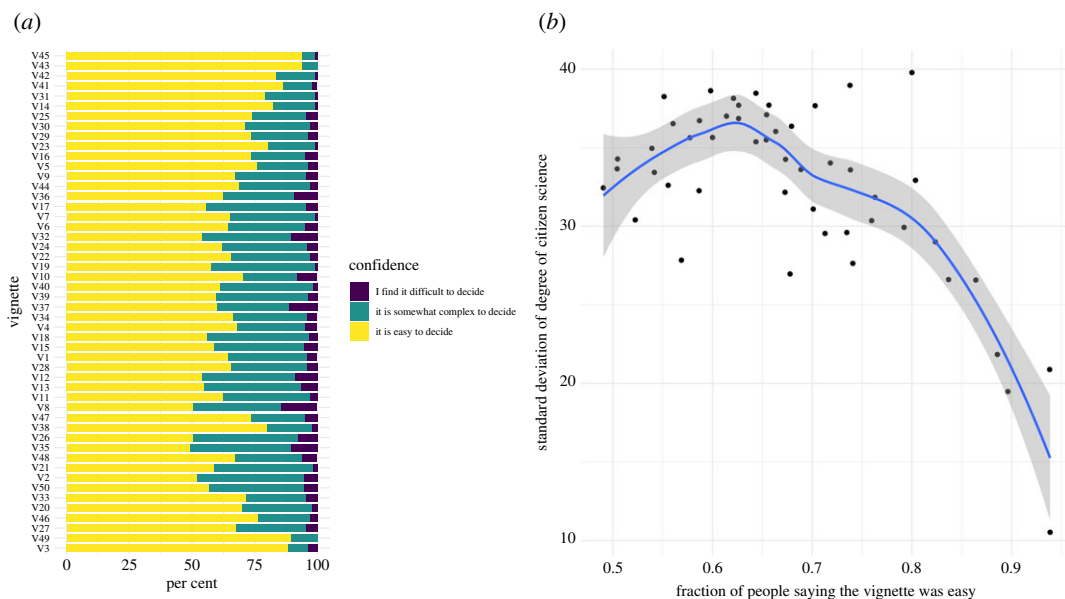 (a)
V45
V43
V42
V41
V31
V14
V25
V30
V29
V23
V16
V5
V9
V44
V36
V17
V7
V6
V32
V24
V22
V19
V10
V40
V39
V37
V34
V4
V18
V15
V1
V28
V12
V13
V11
V8
V47
V38
V26
V35
V48
V21
V2
V50
V33
V20
V46
V27
V49
V3
vignette
0 25 50 75 100
per cent
confidence
I find it difficult to decide
it is somewhat complex to decide
it is easy to decide
(b)
40
30
20
10
standard deviation of degree of citizen science
0.5 0.6 0.7 0.8 0.9
fraction of people saying the vignette was easy